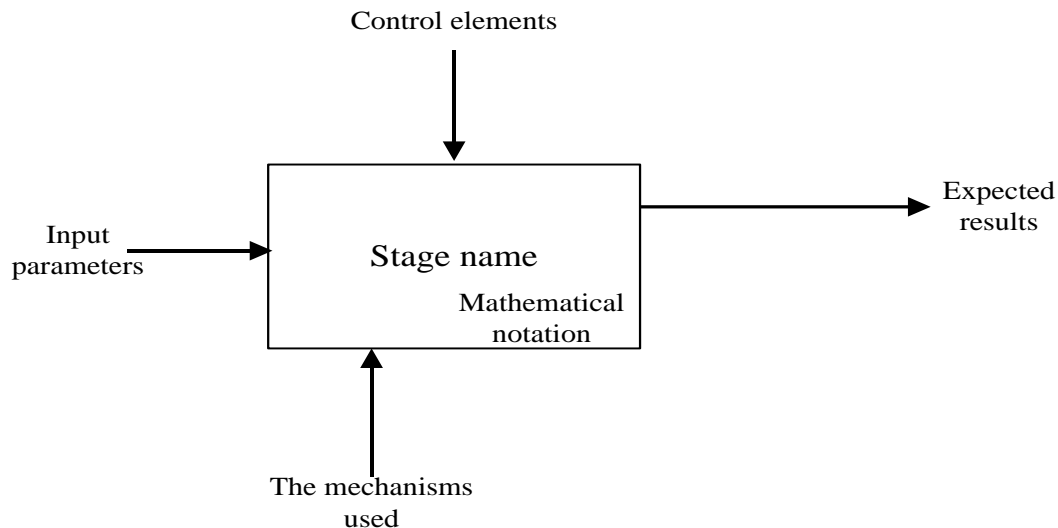 Control elements
Expected
results
Input
parameters
Stage name
Mathematical
notation
The mechanisms
used